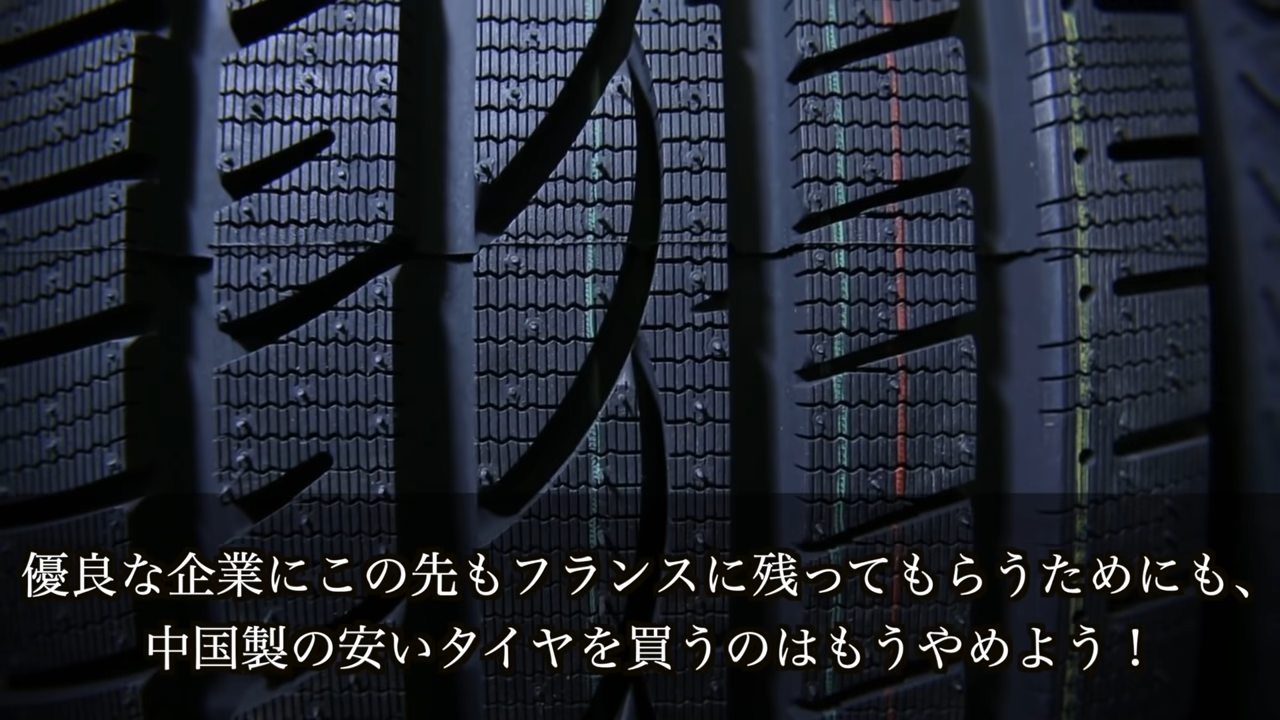 優良な企業にこの先もフランスに残ってもらうためにも、
中国製の安いタイヤを買うのはもうやめよう！